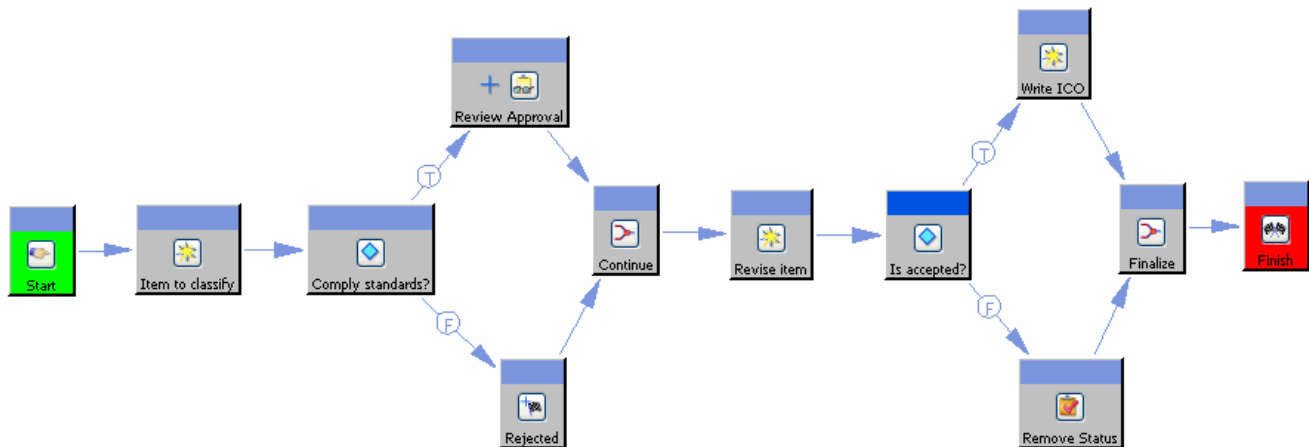 Start
Item to classify
Comply standards?
T
Review Approval
F
Rejected
Continue
Revise item
Is accepted?
T
Write ICO
F
Remove Status
Finalize
Finish